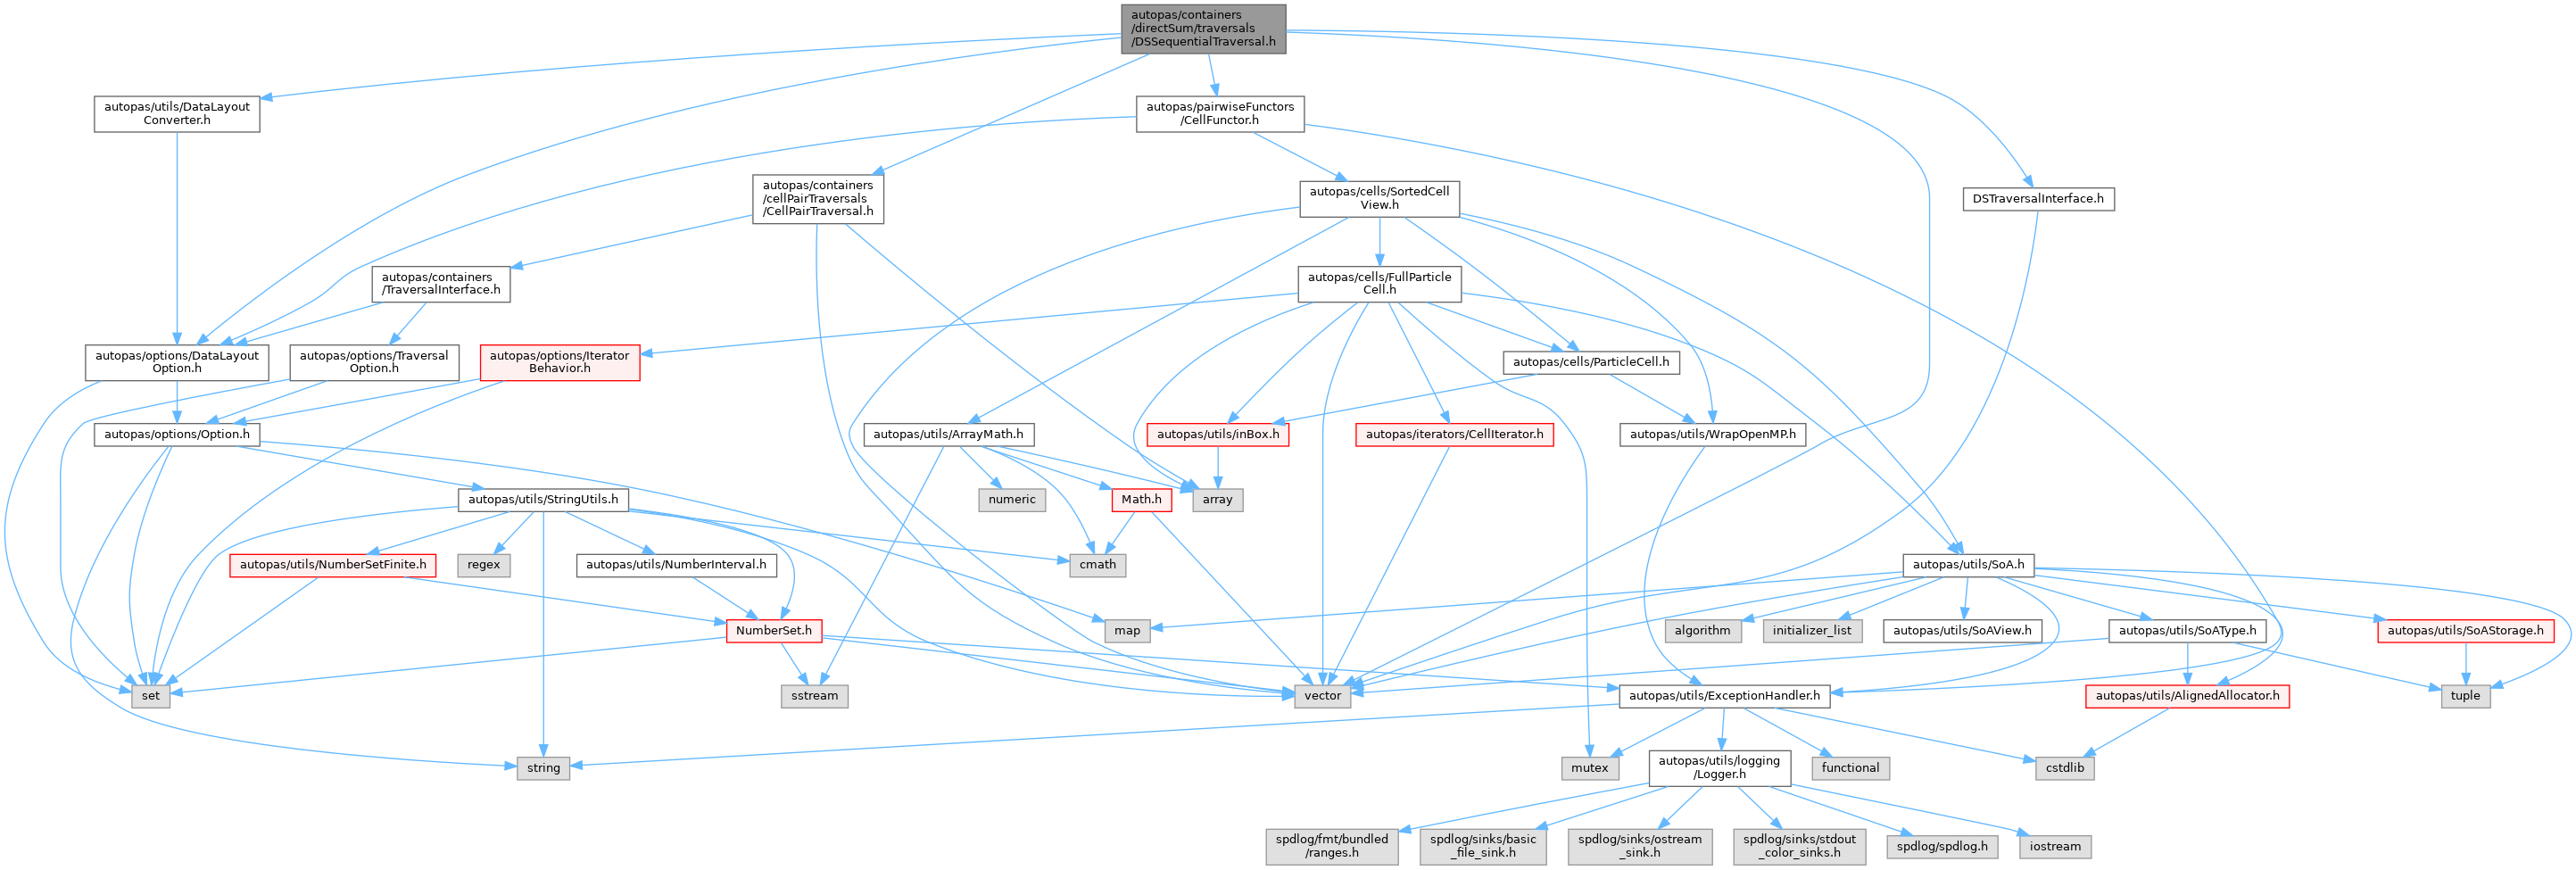 autopas/containers
/directSum/traversals
/DSSequentialTraversal.h
autopas/utils/DataLayout
Converter.h
autopas/pairwiseFunctors
/CellFunctor.h
autopas/containers
/cellPairTraversals
/CellPairTraversal.h
autopas/cells/SortedCell
View.h
DSTraversalInterface.h
autopas/containers
/TraversalInterface.h
autopas/cells/FullParticle
Cell.h
autopas/options/DataLayout
Option.h
autopas/options/Traversal
Option.h
autopas/options/Iterator
Behavior.h
autopas/cells/ParticleCell.h
autopas/options/Option.h
autopas/utils/ArrayMath.h
autopas/utils/inBox.h
autopas/iterators/CellIterator.h
autopas/utils/WrapOpenMP.h
autopas/utils/StringUtils.h
numeric
Math.h
array
autopas/utils/NumberSetFinite.h
regex
autopas/utils/NumberInterval.h
cmath
autopas/utils/SoA.h
NumberSet.h
map
algorithm
initializer_list
autopas/utils/SoAView.h
autopas/utils/SoAType.h
autopas/utils/SoAStorage.h
set
sstream
vector
autopas/utils/ExceptionHandler.h
autopas/utils/AlignedAllocator.h
tuple
string
mutex
autopas/utils/logging
/Logger.h
functional
cstdlib
spdlog/fmt/bundled
/ranges.h
spdlog/sinks/basic
_file_sink.h
spdlog/sinks/ostream
_sink.h
spdlog/sinks/stdout
_color_sinks.h
spdlog/spdlog.h
iostream